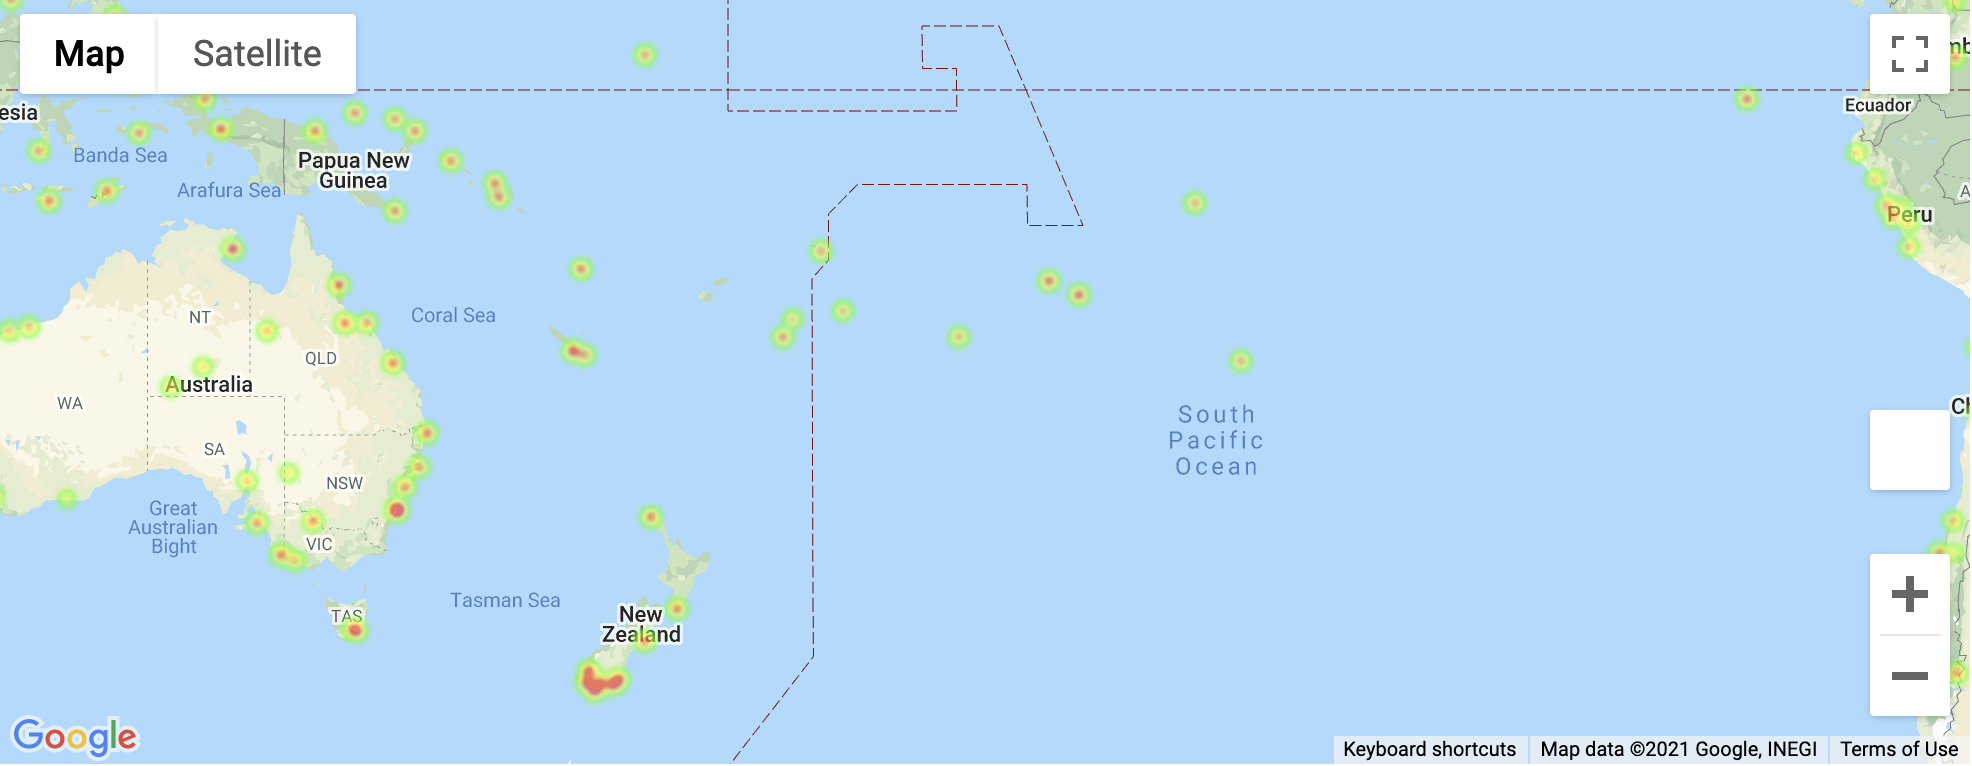 Map
Satellite
esia
Ecuador
Banda Sea
Papua New
Guinea
Arafura Sea
Peru
NT
Coral Sea
QLD
Australia
WA
SA
NSW
South
Pacific
Ocean
Great
Australian
Bight
VIC
Tasman Sea
TAS
New
Zealand
Google
Keyboard shortcuts
Map data ©2021 Google, INEGI
Terms of Use